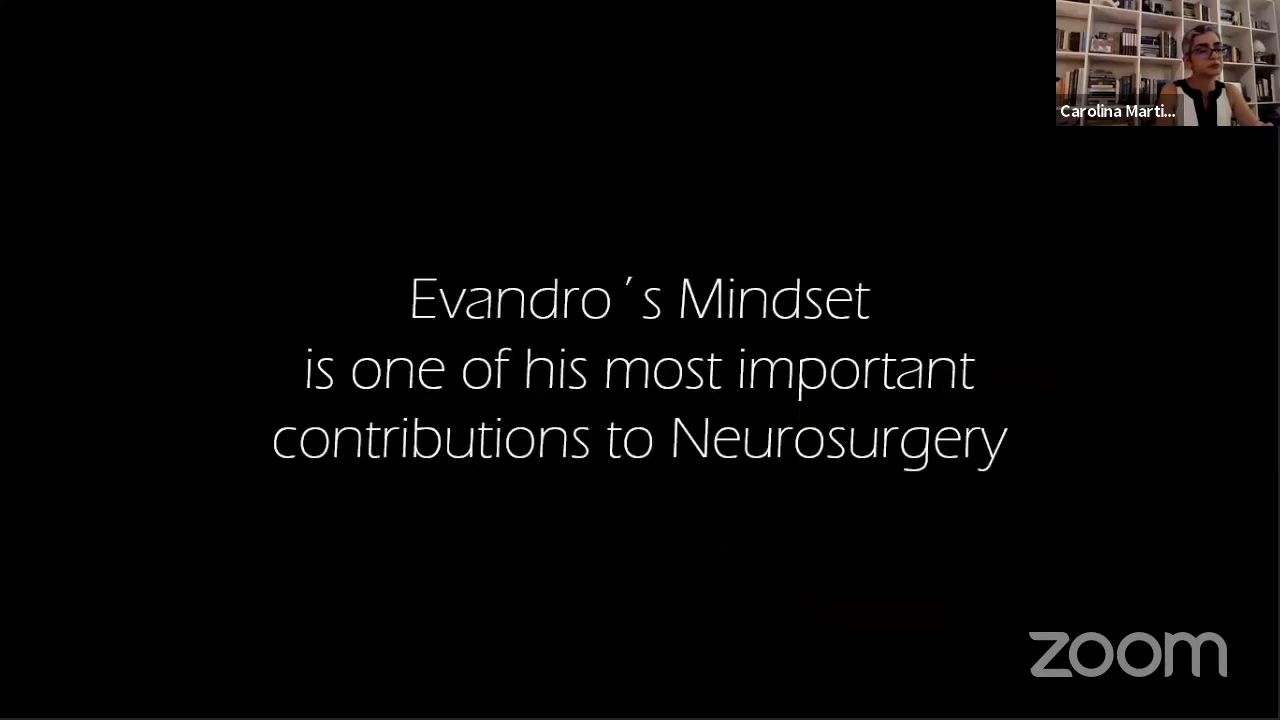 Carolina Marti...
Evandro´s Mindset
is one of his most important
contributions to Neurosurgery
zoom